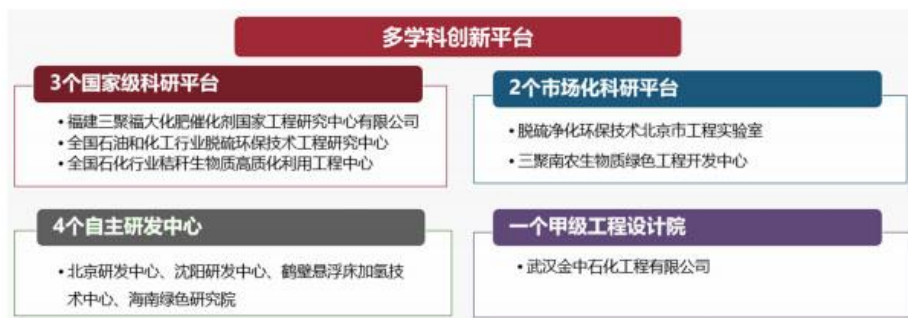 多学科创新平台
3个国家级科研平台
•福建三聚福大化肥催化剂国家工程研究中心有限公司
•全国石油和化工行业脱硫环保技术工程研究中心
•全国石化行业秸秆生物质高质化利用工程中心
2个市场化科研平台
•脱硫净化环保技术北京市工程实验室
•三聚南农生物质绿色工程开发中心
4个自主研发中心
•北京研发中心、沈阳研发中心、鹤壁悬浮床加氢技
术中心、海南绿色研究院
一个甲级工程设计院
•武汉金中石化工程有限公司